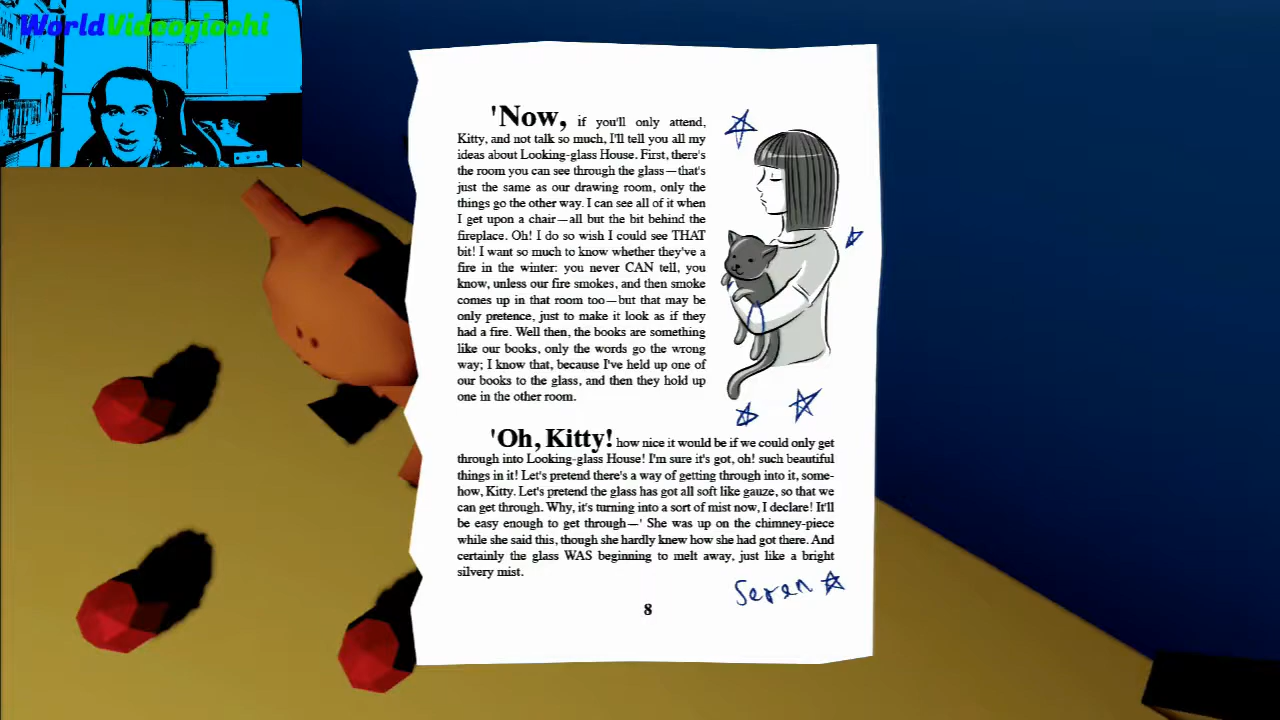 WorldVideogiochi
'Now, if you'll only attend,
Kitty, and not talk so much, I'll tell you all my
ideas about Looking-glass House. First, there's
the room you can see through the glass—that's
just the same as our drawing room, only the
things go the other way. I can see all of it when
I get upon a chair—all but the bit behind the
fireplace. Oh! I do so wish I could see THAT
bit! I want so much to know whether they've a
fire in the winter: you never CAN tell, you
know, unless our fire smokes, and then smoke
comes up in that room too—but that may be
only pretence, just to make it look as if they
had a fire. Well then, the books are something
like our books, only the words go the wrong
way; I know that, because I've held up one of
our books to the glass, and then they hold up
one in the other room.
'Oh, Kitty! how nice it would be if we could only get
through into Looking-glass House! I'm sure it's got, oh! such beautiful
things in it! Let's pretend there's a way of getting through into it, some-
how, Kitty. Let's pretend the glass has got all soft like gauze, so that we
can get through. Why, it's turning into a sort of mist now, I declare! It'll
be easy enough to get through—' She was up on the chimney-piece
while she said this, though she hardly knew how she had got there. And
certainly the glass WAS beginning to melt away, just like a bright
silvery mist.
Seren
8